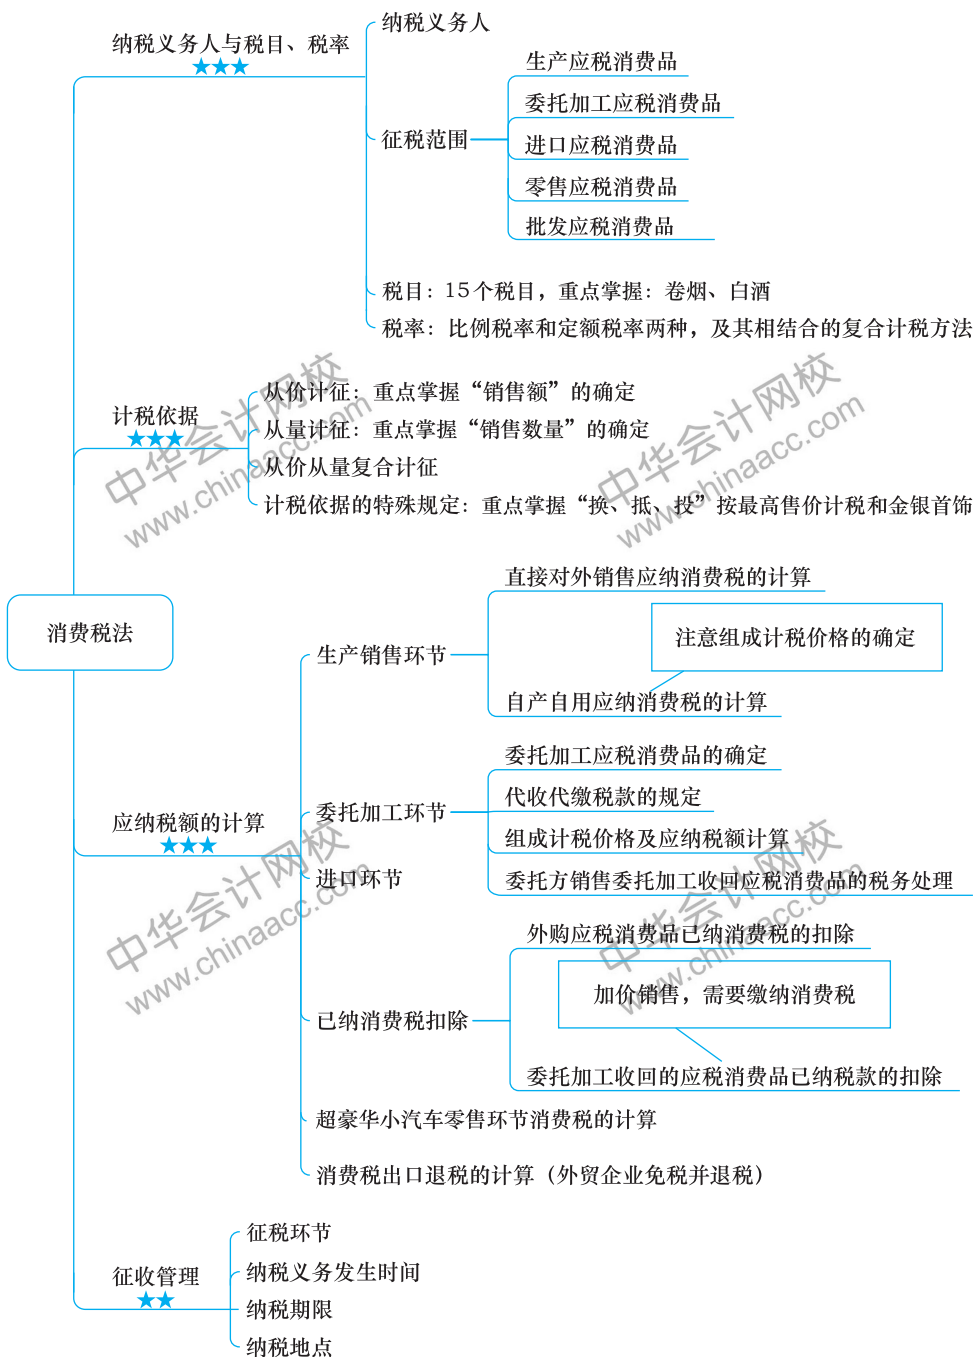 纳税义务人与税目、税率
★★★
纳税义务人
征税范围
生产应税消费品
委托加工应税消费品
进口应税消费品
零售应税消费品
批发应税消费品
税目：15个税目，重点掌握：卷烟、白酒
税率：比例税率和定额税率两种，及其相结合的复合计税方法
计税依据
★★★
从价计征：重点掌握“销售额”的确定
从量计征：重点掌握“销售数量”的确定
从价从量复合计征
计税依据的特殊规定：重点掌握“换、抵、投”按最高售价计税和金银首饰
消费税法
应纳税额的计算
★★★
生产销售环节
直接对外销售应纳消费税的计算
注意组成计税价格的确定
自产自用应纳消费税的计算
委托加工环节
委托加工应税消费品的确定
代收代缴税款的规定
组成计税价格及应纳税额计算
委托方销售委托加工收回应税消费品的税务处理
进口环节
已纳消费税扣除
外购应税消费品已纳消费税的扣除
加价销售，需要缴纳消费税
委托加工收回的应税消费品已纳税款的扣除
超豪华小汽车零售环节消费税的计算
消费税出口退税的计算（外贸企业免税并退税）
征收管理
★★
征税环节
纳税义务发生时间
纳税期限
纳税地点
中华会计网校
www.chinaacc.com
中华会计网校
www.chinaacc.com
中华会计网校
www.chinaacc.com
中华会计网校
www.chinaacc.com